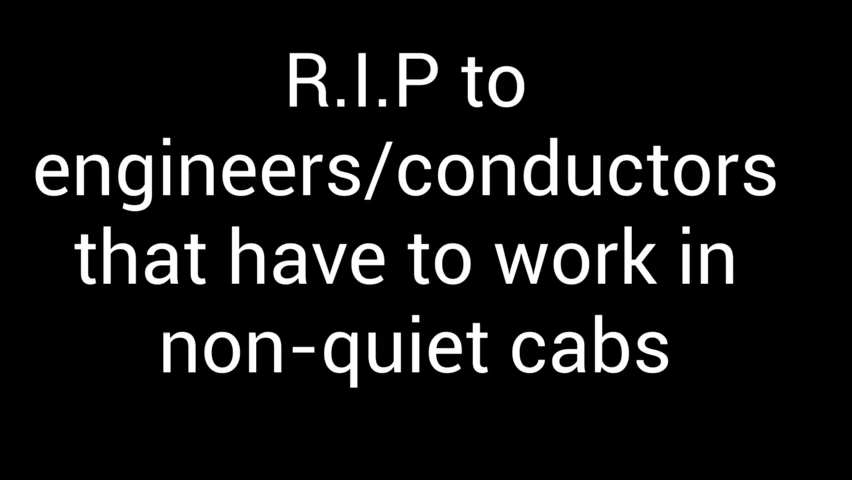 R.I.P to
engineers/conductors
that have to work in
non-quiet cabs